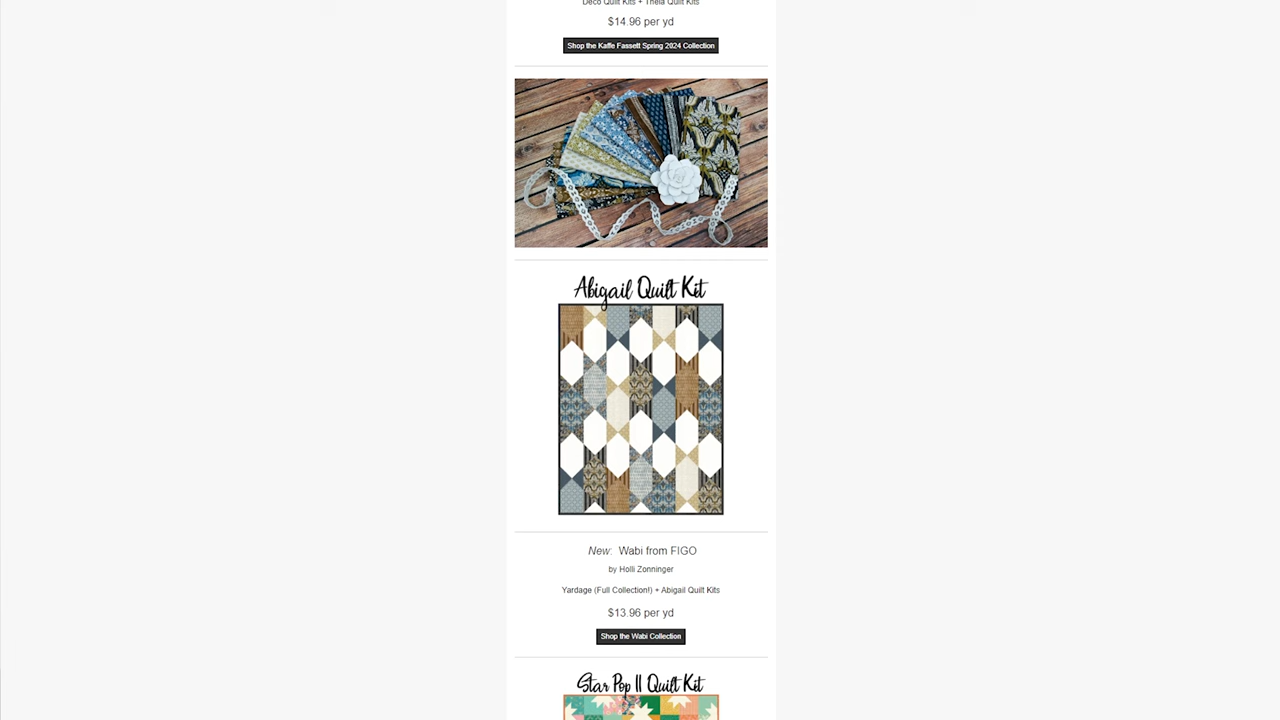 Deco Quilt Kits + Thela Quilt Kits
$14.96 per yd
Shop the Kaffe Fassett Spring 2024 Collection
Abigail Quilt Kit
New: Wabi from FIGO
by Holli Zonninger
Yardage (Full Collection!) + Abigail Quilt Kits
$13.96 per yd
Shop the Wabi Collection
Star Pop II Quilt Kit